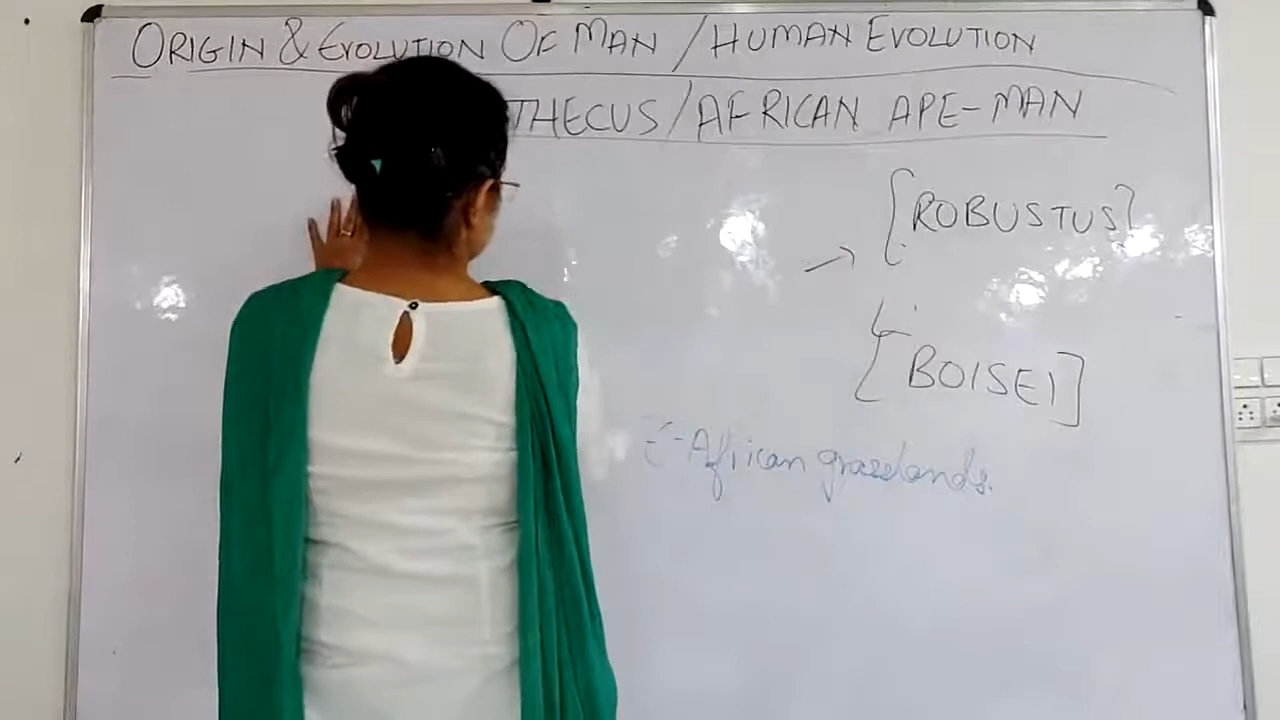 ORIGIN & EVOLUTION OF MAN / HUMAN EVOLUTION
THECUS / AFRICAN APE-MAN
[ROBUSTUS]
[BOISEI]
- African grasslands.